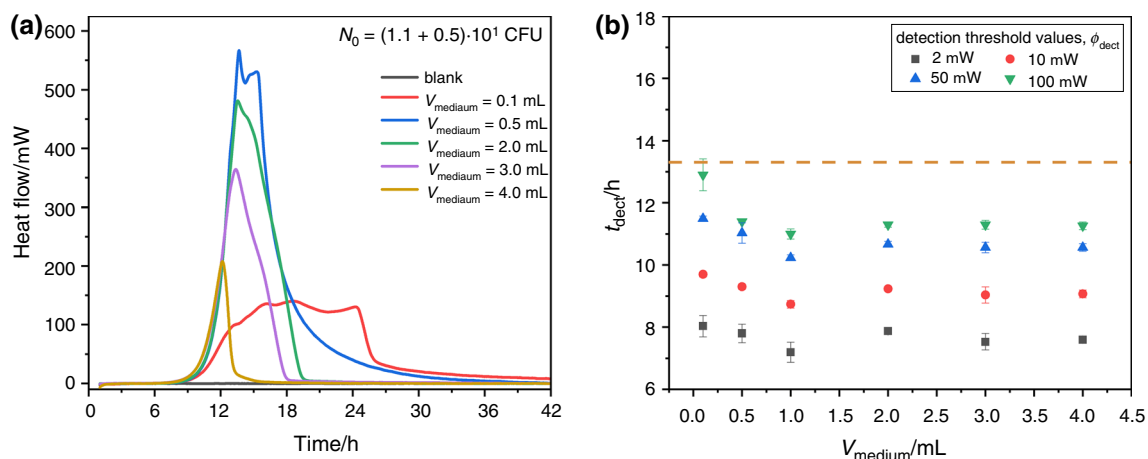 (a)
N₀ = (1.1 + 0.5)·10¹ CFU
blank
Vmediaum = 0.1 mL
Vmediaum = 0.5 mL
Vmediaum = 2.0 mL
Vmediaum = 3.0 mL
Vmediaum = 4.0 mL
Heat flow/mW
600
500
400
300
200
100
0
0 6 12 18 24 30 36 42
Time/h
(b)
detection threshold values, ϕdect
2 mW 10 mW
50 mW 100 mW
tdect/h
18
16
14
12
10
8
6
0.0 0.5 1.0 1.5 2.0 2.5 3.0 3.5 4.0 4.5
Vmedium/mL